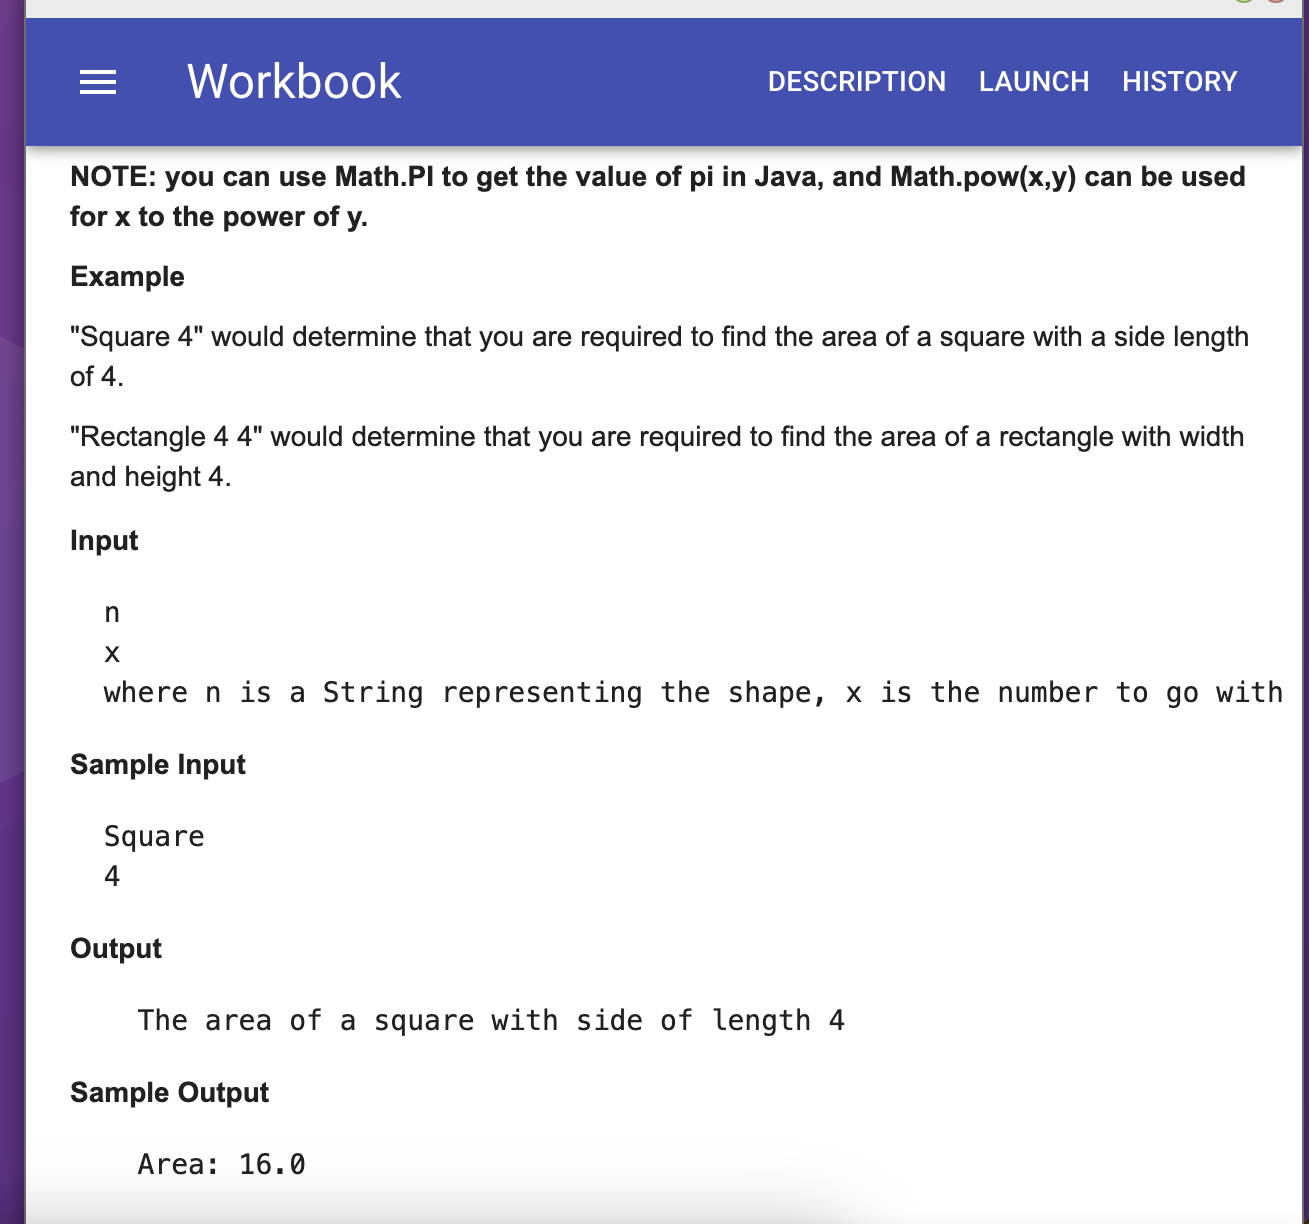 Workbook
DESCRIPTION LAUNCH HISTORY
NOTE: you can use Math.PI to get the value of pi in Java, and Math.pow(x,y) can be used
for x to the power of y.
Example
"Square 4" would determine that you are required to find the area of a square with a side length
of 4.
"Rectangle 4 4" would determine that you are required to find the area of a rectangle with width
and height 4.
Input
n
x
where n is a String representing the shape, x is the number to go with
Sample Input
Square
4
Output
The area of a square with side of length 4
Sample Output
Area: 16.0